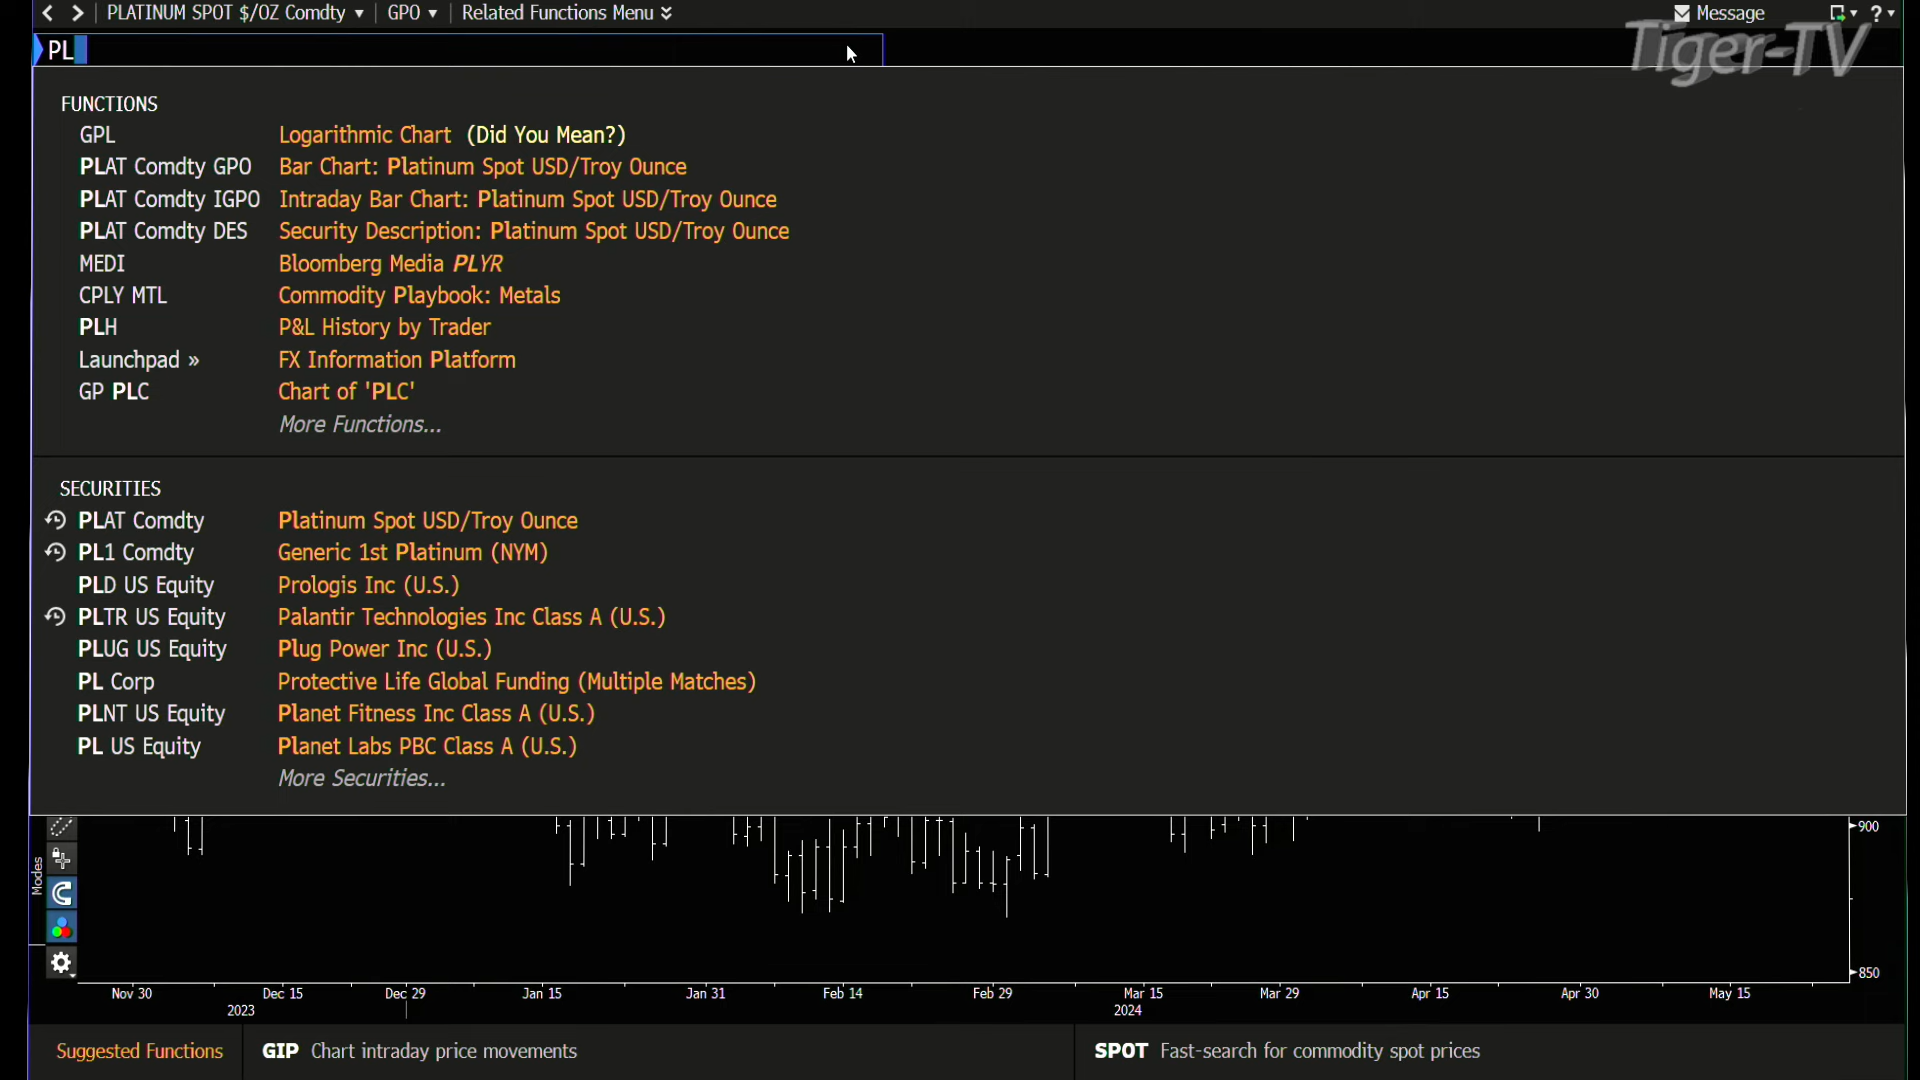 PLATINUM SPOT $/OZ Comdty GPO Related Functions Menu Message ?
Tiger-TV
PL
FUNCTIONS
GPL Logarithmic Chart (Did You Mean?)
PLAT Comdty GPO Bar Chart: Platinum Spot USD/Troy Ounce
PLAT Comdty IGPO Intraday Bar Chart: Platinum Spot USD/Troy Ounce
PLAT Comdty DES Security Description: Platinum Spot USD/Troy Ounce
MEDI Bloomberg Media PLYR
CPLY MTL Commodity Playbook: Metals
PLH P&L History by Trader
Launchpad » FX Information Platform
GP PLC Chart of 'PLC'
More Functions...
SECURITIES
PLAT Comdty Platinum Spot USD/Troy Ounce
PL1 Comdty Generic 1st Platinum (NYM)
PLD US Equity Prologis Inc (U.S.)
PLTR US Equity Palantir Technologies Inc Class A (U.S.)
PLUG US Equity Plug Power Inc (U.S.)
PL Corp Protective Life Global Funding (Multiple Matches)
PLNT US Equity Planet Fitness Inc Class A (U.S.)
PL US Equity Planet Labs PBC Class A (U.S.)
More Securities...
900
Modes
850
Nov 30 Dec 15 Dec 29 Jan 15 Jan 31 Feb 14 Feb 29 Mar 15 Mar 29 Apr 15 Apr 30 May 15
2023 2024
Suggested Functions GIP Chart intraday price movements SPOT Fast-search for commodity spot prices